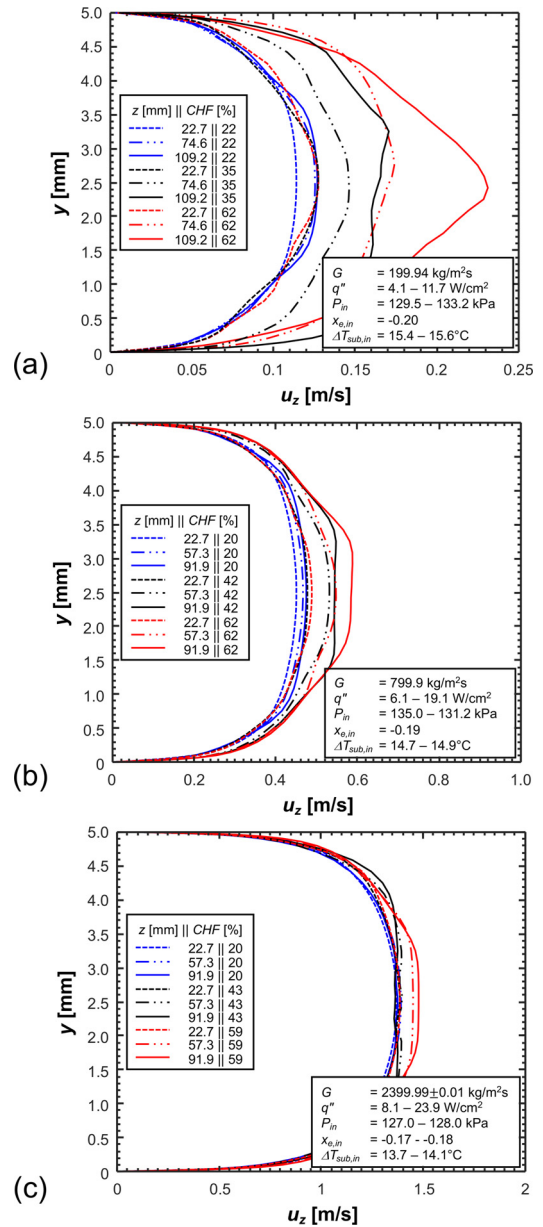 5.0
4.5
4.0
3.5
3.0
2.5
2.0
1.5
1.0
0.5
0
y [mm]
z [mm] || CHF [%]
22.7 || 22
74.6 || 22
109.2 || 22
22.7 || 35
74.6 || 35
109.2 || 35
22.7 || 62
74.6 || 62
109.2 || 62
G = 199.94 kg/m²s
q" = 4.1 – 11.7 W/cm²
P_in = 129.5 – 133.2 kPa
x_e,in = -0.20
ΔT_sub,in = 15.4 – 15.6°C
0 0.05 0.1 0.15 0.2 0.25
(a)
u_z [m/s]
5.0
4.5
4.0
3.5
3.0
2.5
2.0
1.5
1.0
0.5
0
y [mm]
z [mm] || CHF [%]
22.7 || 20
57.3 || 20
91.9 || 20
22.7 || 42
57.3 || 42
91.9 || 42
22.7 || 62
57.3 || 62
91.9 || 62
G = 799.9 kg/m²s
q" = 6.1 – 19.1 W/cm²
P_in = 135.0 – 131.2 kPa
x_e,in = -0.19
ΔT_sub,in = 14.7 – 14.9°C
0 0.2 0.4 0.6 0.8 1.0
(b)
u_z [m/s]
5.0
4.5
4.0
3.5
3.0
2.5
2.0
1.5
1.0
0.5
0
y [mm]
z [mm] || CHF [%]
22.7 || 20
57.3 || 20
91.9 || 20
22.7 || 43
57.3 || 43
91.9 || 43
22.7 || 59
57.3 || 59
91.9 || 59
G = 2399.99±0.01 kg/m²s
q" = 8.1 – 23.9 W/cm²
P_in = 127.0 – 128.0 kPa
x_e,in = -0.17 - -0.18
ΔT_sub,in = 13.7 – 14.1°C
0 0.5 1 1.5 2
(c)
u_z [m/s]